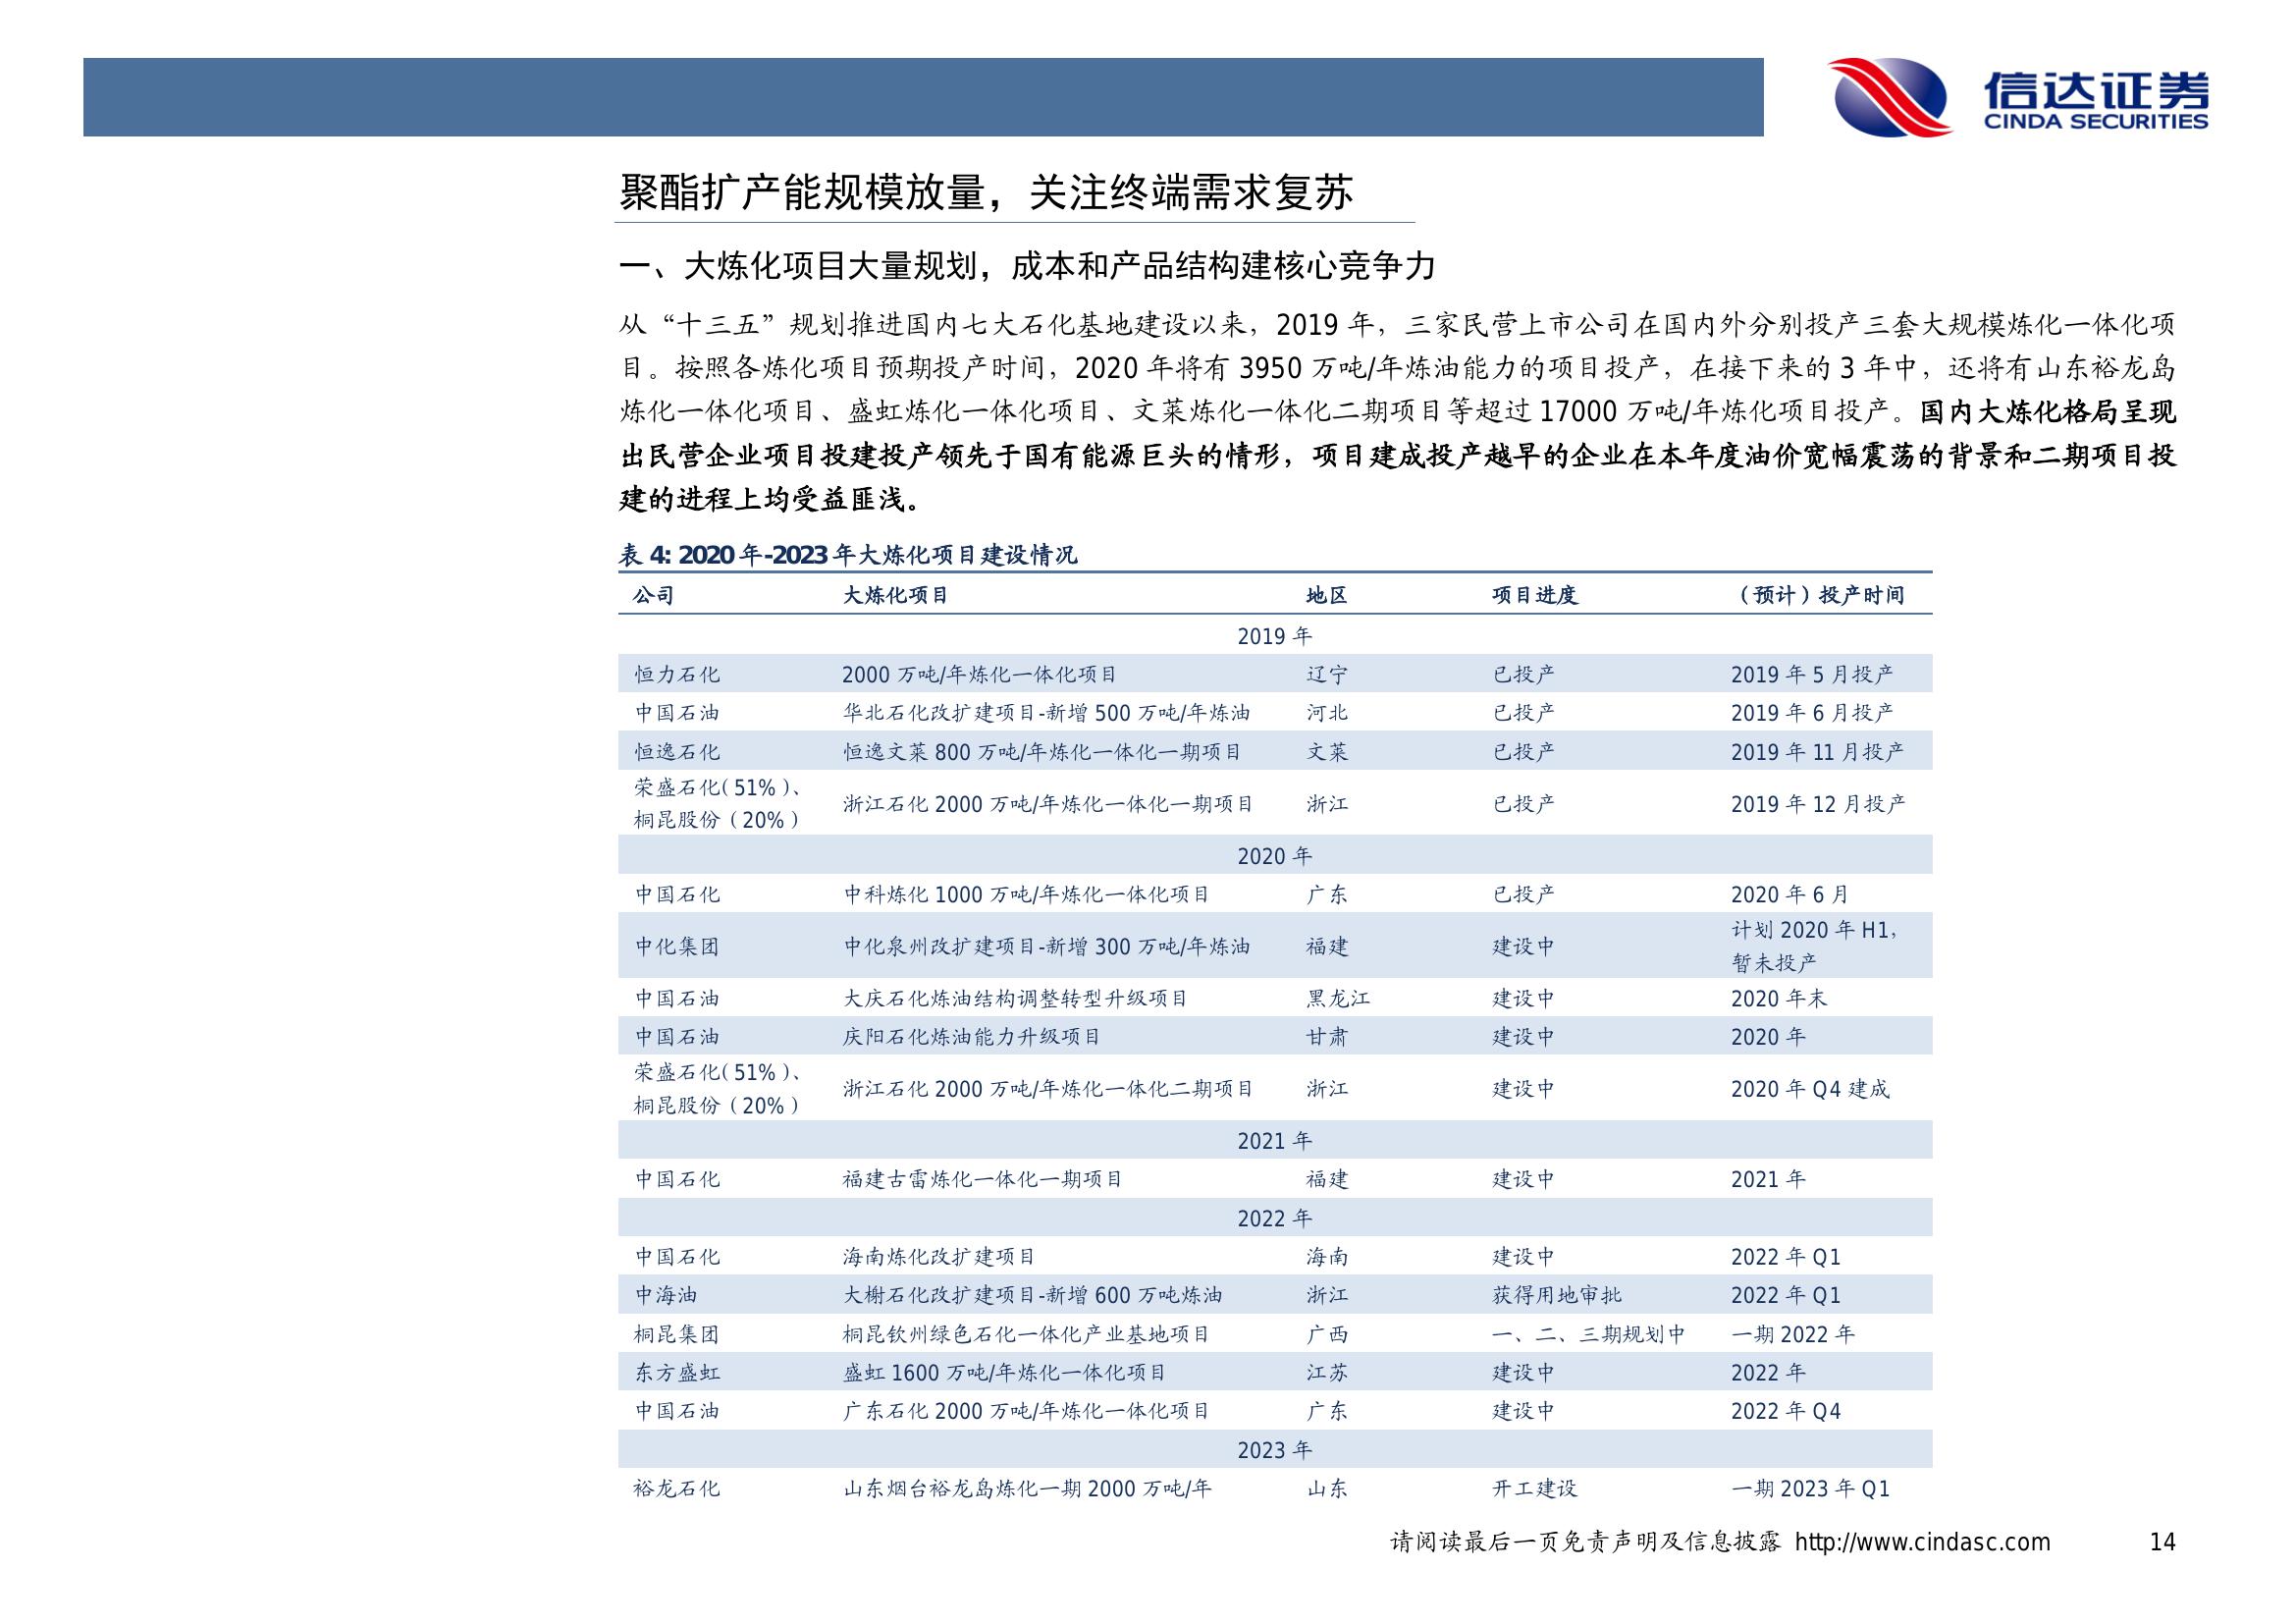 信达证券
CINDA SECURITIES
聚酯扩产能规模放量，关注终端需求复苏
一、大炼化项目大量规划，成本和产品结构建核心竞争力
从“十三五”规划推进国内七大石化基地建设以来，2019 年，三家民营上市公司在国内外分别投产三套大规模炼化一体化项
目。按照各炼化项目预期投产时间，2020 年将有 3950 万吨/年炼油能力的项目投产，在接下来的 3 年中，还将有山东裕龙岛
炼化一体化项目、盛虹炼化一体化项目、文莱炼化一体化二期项目等超过 17000 万吨/年炼化项目投产。国内大炼化格局呈现
出民营企业项目投建投产领先于国有能源巨头的情形，项目建成投产越早的企业在本年度油价宽幅震荡的背景和二期项目投
建的进程上均受益匪浅。
表 4: 2020 年-2023 年大炼化项目建设情况
公司 大炼化项目 地区 项目进度 （预计）投产时间
2019 年
恒力石化 2000 万吨/年炼化一体化项目 辽宁 已投产 2019 年 5 月投产
中国石油 华北石化改扩建项目-新增 500 万吨/年炼油 河北 已投产 2019 年 6 月投产
恒逸石化 恒逸文莱 800 万吨/年炼化一体化一期项目 文莱 已投产 2019 年 11 月投产
荣盛石化（51%）、
桐昆股份（20%） 浙江石化 2000 万吨/年炼化一体化一期项目 浙江 已投产 2019 年 12 月投产
2020 年
中国石化 中科炼化 1000 万吨/年炼化一体化项目 广东 已投产 2020 年 6 月
中化集团 中化泉州改扩建项目-新增 300 万吨/年炼油 福建 建设中 计划 2020 年 H1，
暂未投产
中国石油 大庆石化炼油结构调整转型升级项目 黑龙江 建设中 2020 年末
中国石油 庆阳石化炼油能力升级项目 甘肃 建设中 2020 年
荣盛石化（51%）、
桐昆股份（20%） 浙江石化 2000 万吨/年炼化一体化二期项目 浙江 建设中 2020 年 Q4 建成
2021 年
中国石化 福建古雷炼化一体化一期项目 福建 建设中 2021 年
2022 年
中国石化 海南炼化改扩建项目 海南 建设中 2022 年 Q1
中海油 大榭石化改扩建项目-新增 600 万吨炼油 浙江 获得用地审批 2022 年 Q1
桐昆集团 桐昆钦州绿色石化一体化产业基地项目 广西 一、二、三期规划中 一期 2022 年
东方盛虹 盛虹 1600 万吨/年炼化一体化项目 江苏 建设中 2022 年
中国石油 广东石化 2000 万吨/年炼化一体化项目 广东 建设中 2022 年 Q4
2023 年
裕龙石化 山东烟台裕龙岛炼化一期 2000 万吨/年 山东 开工建设 一期 2023 年 Q1
请阅读最后一页免责声明及信息披露 http://www.cindasc.com 14